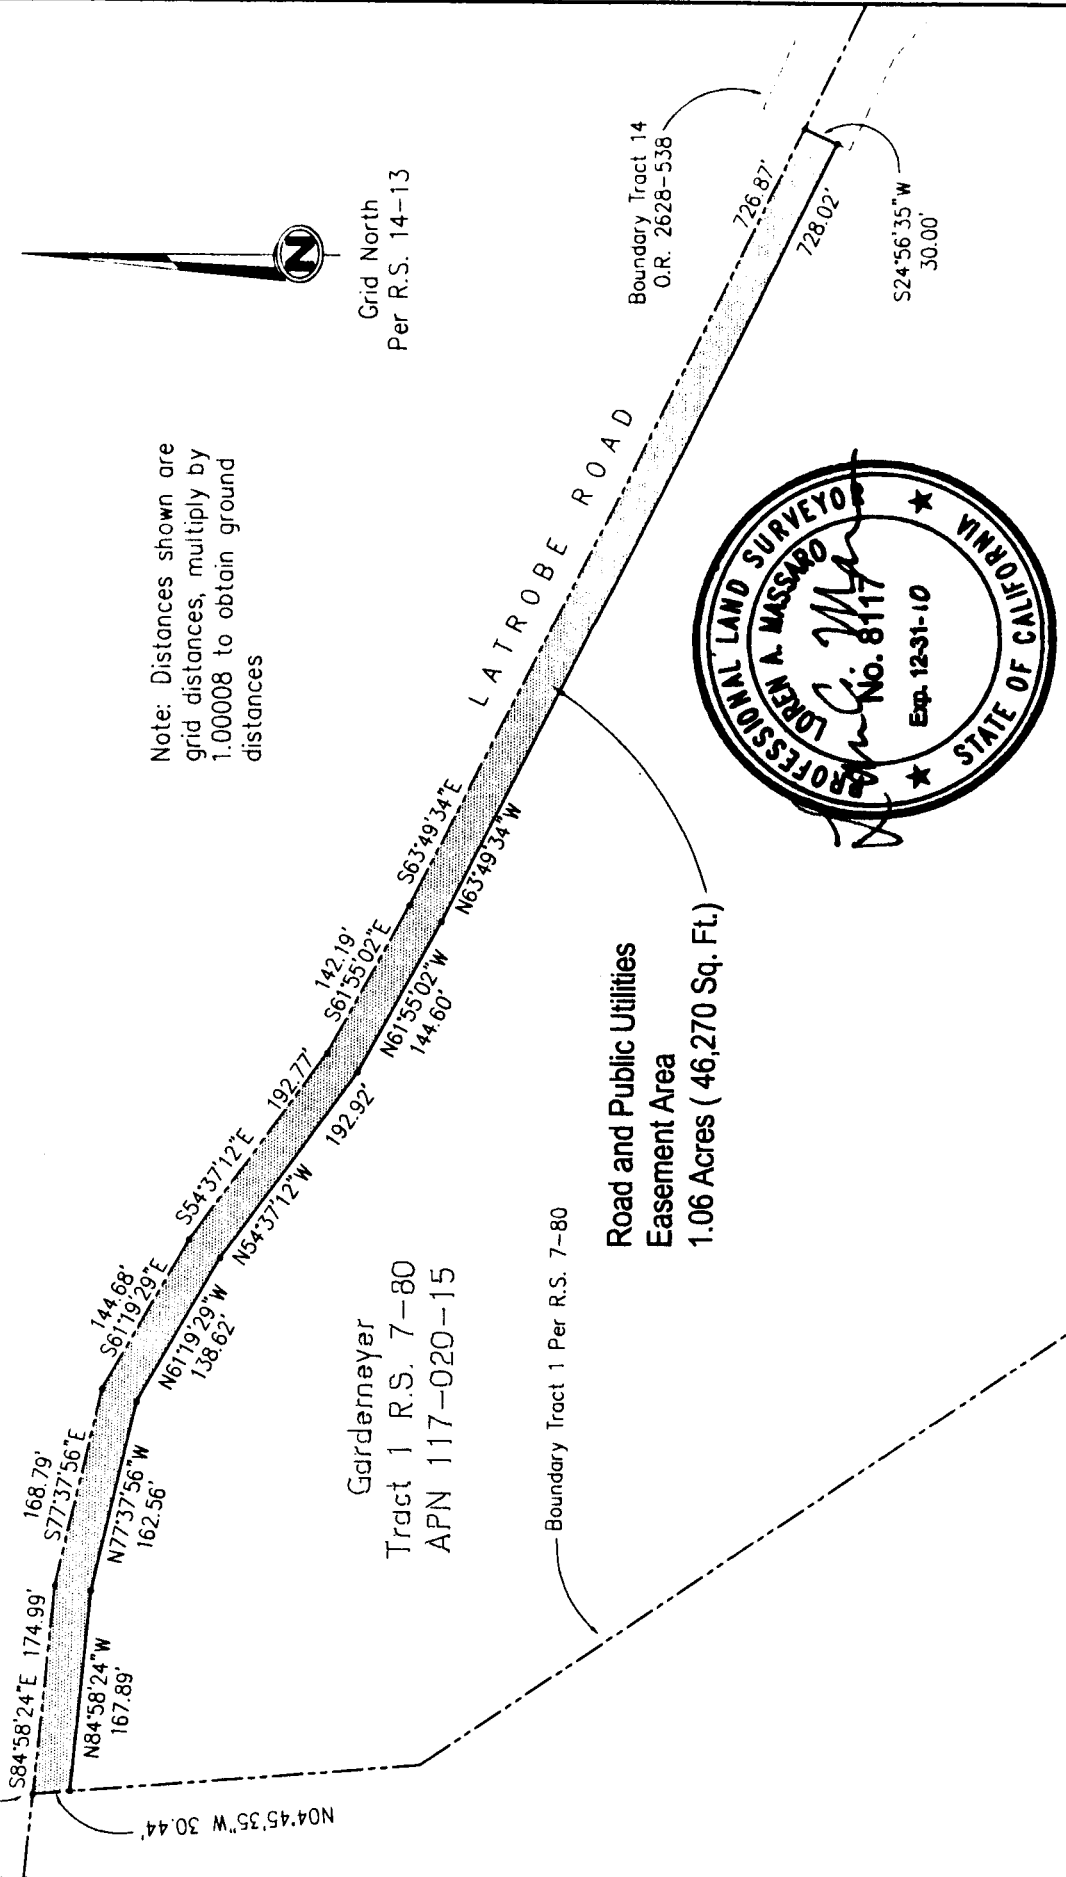 Note: Distances shown are
grid distances, multiply by
1.00008 to obtain ground
distances
N
Grid North
Per R.S. 14-13
S84°58'24"E 174.99'
168.79'
S77°37'56"E
144.68'
S61°19'29"E
S54°37'12"E
192.77'
142.19'
S61°55'02"E
S63°49'34"E
LATROBE ROAD
726.87'
Boundary Tract 14
O.R. 2628-538
N04°45'35"W 30.44'
N84°58'24"W
167.89'
N77°37'56"W
162.56'
N61°19'29"W
138.62'
N54°37'12"W
192.92'
N61°55'02"W
144.60'
N63°49'34"W
728.02'
S24°56'35"W
30.00'
Gardemeyer
Tract 1 R.S. 7-80
APN 117-020-15
Boundary Tract 1 Per R.S. 7-80
Road and Public Utilities
Easement Area
1.06 Acres ( 46,270 Sq. Ft.)
PROFESSIONAL LAND SURVEYOR
LOREN A. MASSARO
No. 8117
Exp. 12-31-10
STATE OF CALIFORNIA